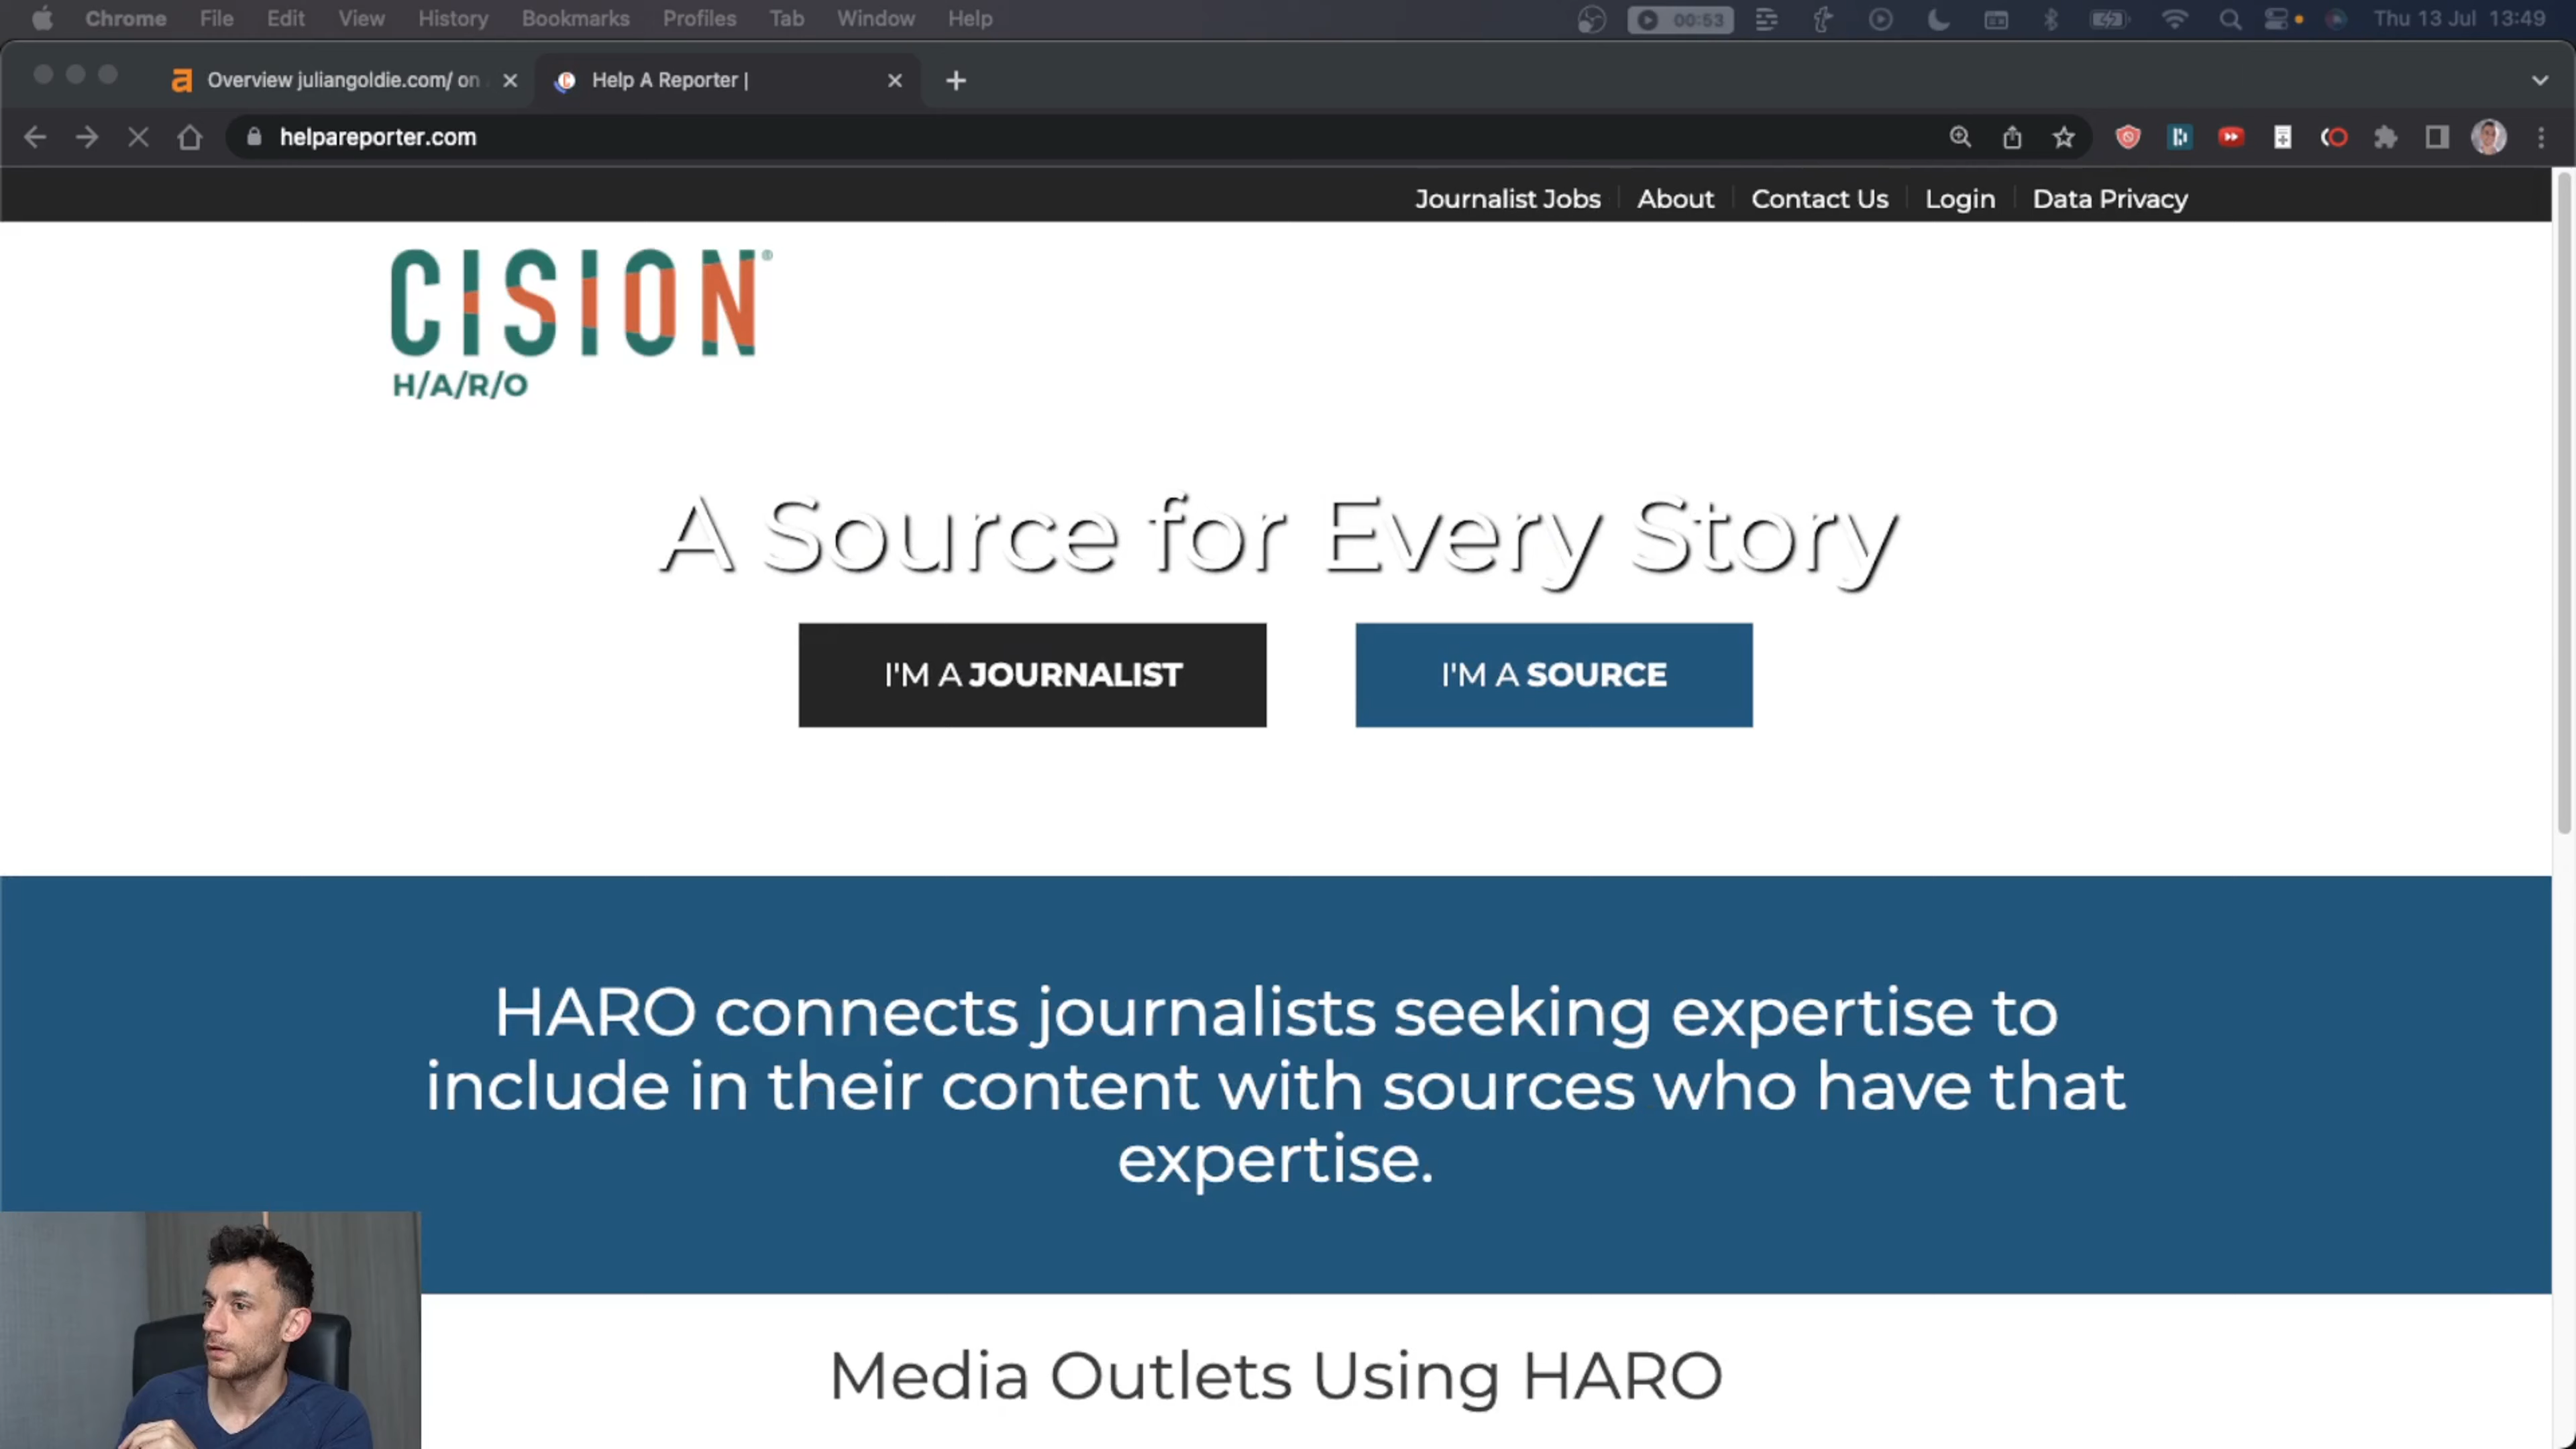 Chrome File Edit View History Bookmarks Profiles Tab Window Help 00:53 Thu 13 Jul 13:49
Overview juliangoldie.com/ on
Help A Reporter |
helpareporter.com
Journalist Jobs About Contact Us Login Data Privacy
CISION®
H/A/R/O
A Source for Every Story
I'M A JOURNALIST
I'M A SOURCE
HARO connects journalists seeking expertise to
include in their content with sources who have that
expertise.
Media Outlets Using HARO